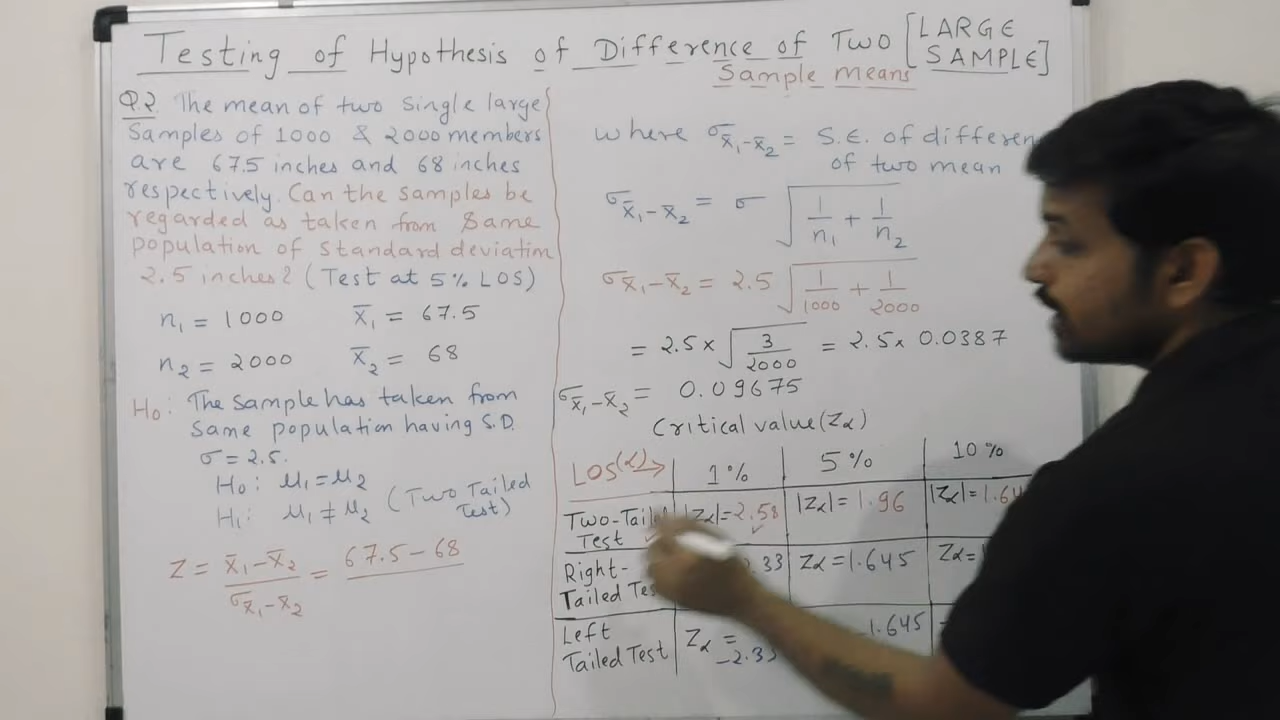 Testing of Hypothesis of Difference of Two [LARGE SAMPLE]
Sample means
Q2. The mean of two single large
Samples of 1000 & 2000 members
are 67.5 inches and 68 inches
respectively. Can the samples be
regarded as taken from same
population of standard deviation
2.5 inches? (Test at 5% LOS)
n₁ = 1000 x̄₁ = 67.5
n₂ = 2000 x̄₂ = 68
H₀: The sample has taken from
same population having S.D.
σ = 2.5.
H₀: μ₁ = μ₂
H₁: μ₁ ≠ μ₂ (Two Tailed Test)
Z = (x̄₁ - x̄₂) / σx̄₁-x̄₂ = 67.5 - 68
where σx̄₁-x̄₂ = S.E. of differen
of two mean
σx̄₁-x̄₂ = σ √(1/n₁ + 1/n₂)
σx̄₁-x̄₂ = 2.5 √(1/1000 + 1/2000)
= 2.5 × √(3/2000) = 2.5 × 0.0387
σx̄₁-x̄₂ = 0.09675
Critical value (Zα)
LOS(α) → 1% 5% 10%
Two-Tailed Test |Zα| = 2.58 |Zα| = 1.96 |Zα| = 1.64
Right-Tailed Tes 2.33 Zα = 1.645 Zα =
Left Tailed Test Zα = -2.33 -1.645